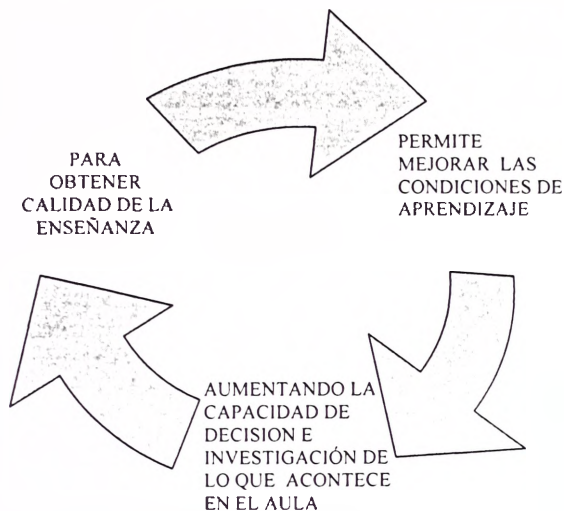 PARA
OBTENER
CALIDAD DE LA
ENSEÑANZA
PERMITE
MEJORAR LAS
CONDICIONES DE
APRENDIZAJE
AUMENTANDO LA
CAPACIDAD DE
DECISION E
INVESTIGACIÓN DE
LO QUE ACONTECE
EN EL AULA